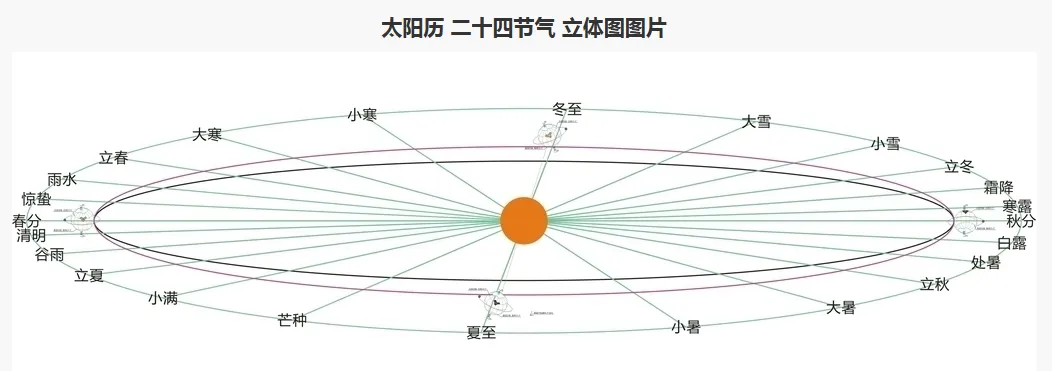 太阳历 二十四节气 立体图图片
冬至
小寒
大雪
大寒
小雪
立春
立冬
雨水
霜降
惊蛰
寒露
春分
秋分
清明
白露
谷雨
处暑
立夏
立秋
小满
大暑
芒种
小暑
夏至